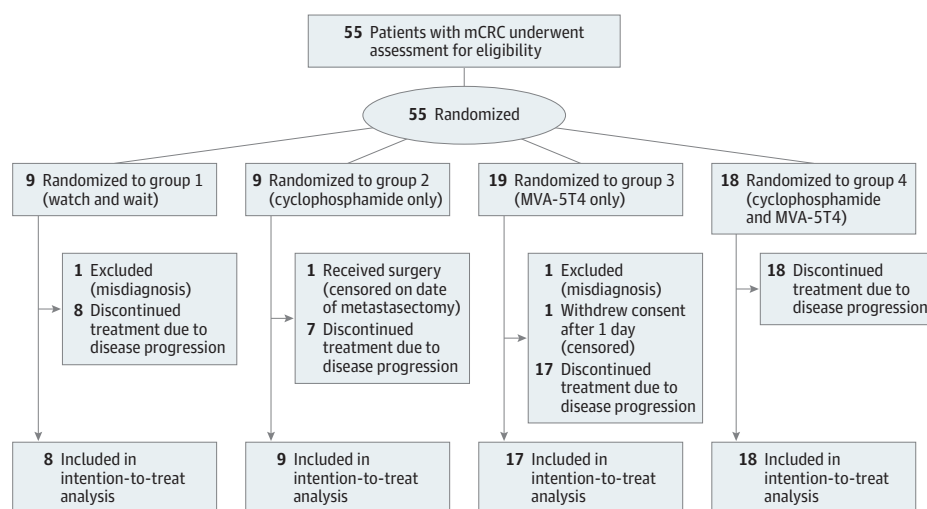 55 Patients with mCRC underwent
assessment for eligibility
55 Randomized
9 Randomized to group 1
(watch and wait)
9 Randomized to group 2
(cyclophosphamide only)
19 Randomized to group 3
(MVA-5T4 only)
18 Randomized to group 4
(cyclophosphamide
and MVA-5T4)
1 Excluded
(misdiagnosis)
8 Discontinued
treatment due to
disease progression
1 Received surgery
(censored on date
of metastasectomy)
7 Discontinued
treatment due to
disease progression
1 Excluded
(misdiagnosis)
1 Withdrew consent
after 1 day
(censored)
17 Discontinued
treatment due to
disease progression
18 Discontinued
treatment due to
disease progression
8 Included in
intention-to-treat
analysis
9 Included in
intention-to-treat
analysis
17 Included in
intention-to-treat
analysis
18 Included in
intention-to-treat
analysis